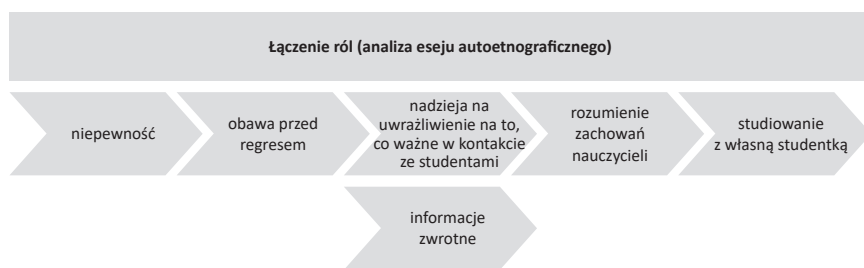 Łączenie ról (analiza eseju autoetnograficznego)
niepewność
obawa przed
regresem
nadzieja na
uwrażliwienie na to,
co ważne w kontakcie
ze studentami
rozumienie
zachowań
nauczycieli
studiowanie
z własną studentką
informacje
zwrotne